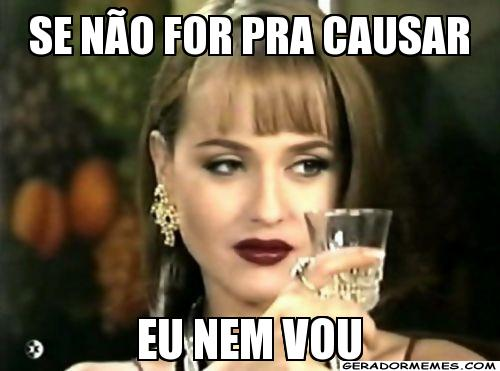 SE NÃO FOR PRA CAUSAR
EU NEM VOU
GERADORMEMES.COM